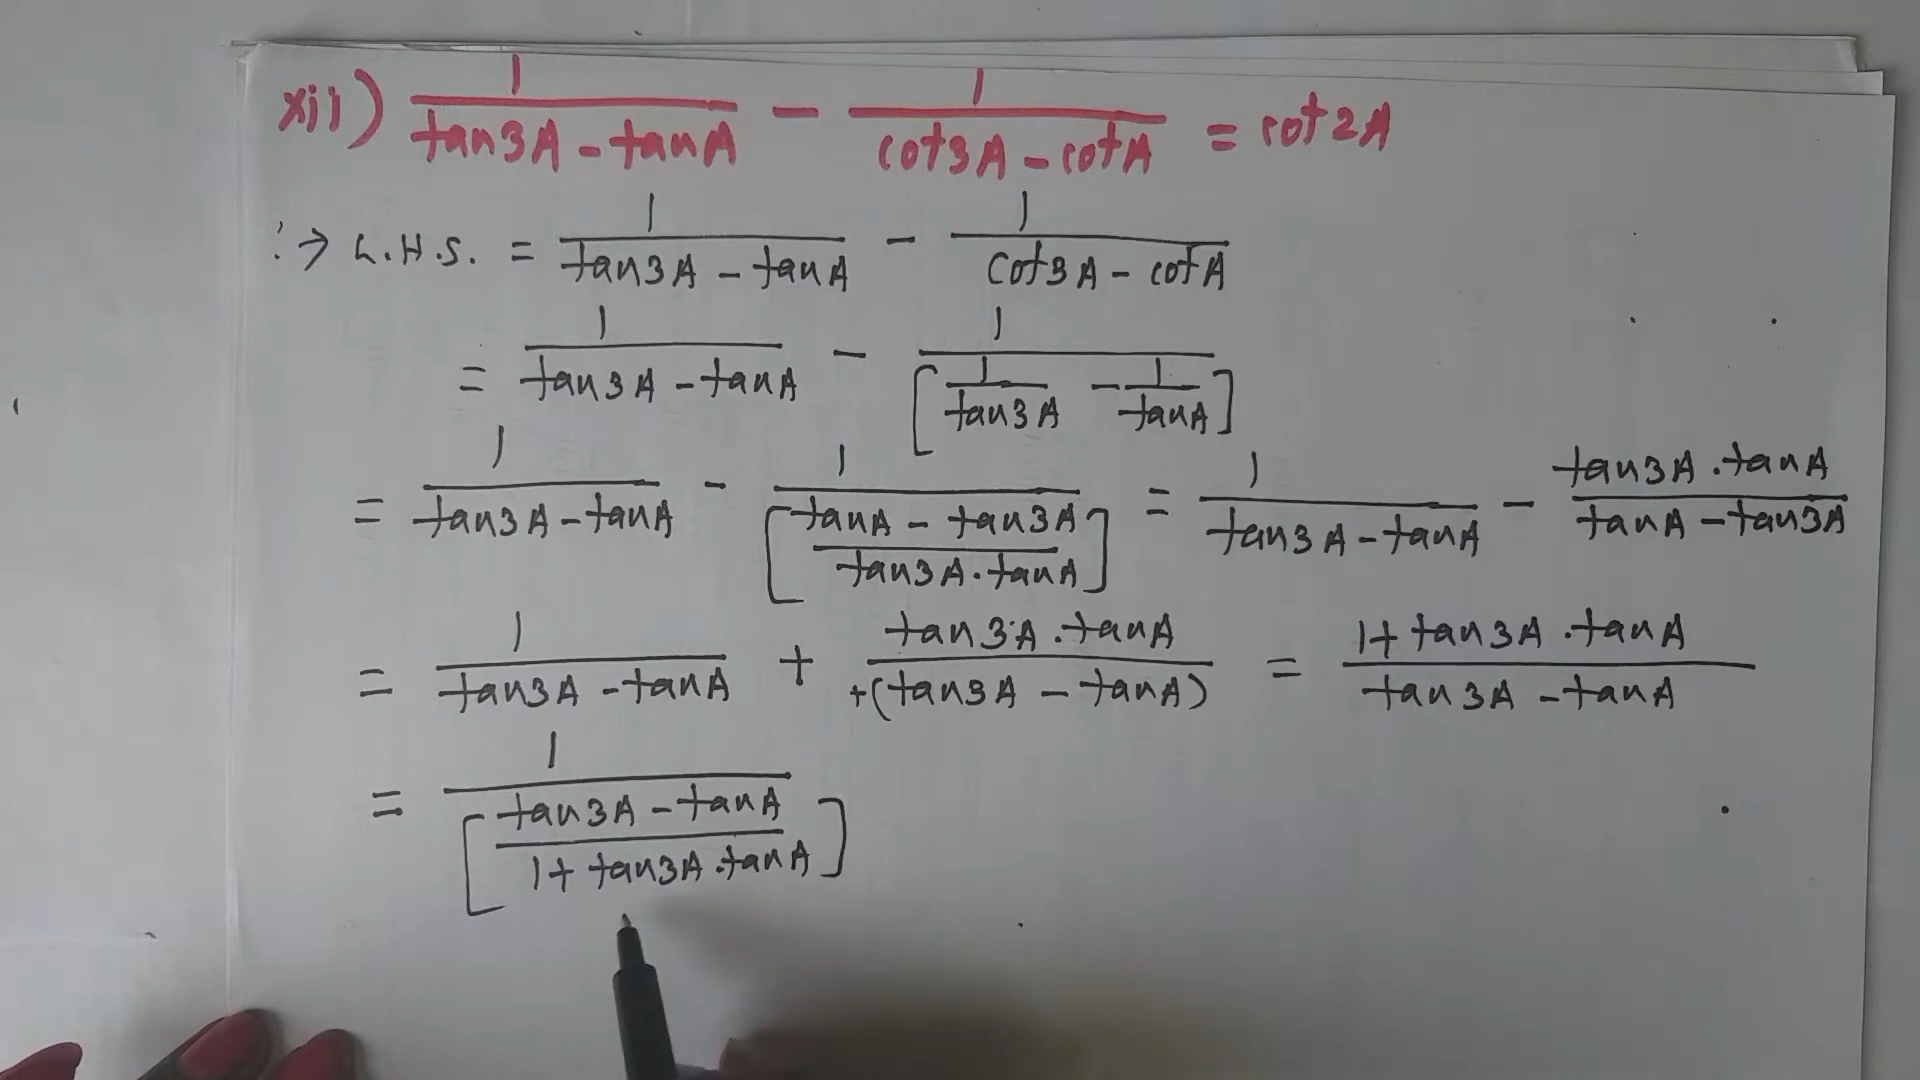 xii) 1/(tan3A - tanA) - 1/(cot3A - cotA) = cot2A
:→ L.H.S. = 1/(tan3A - tanA) - 1/(cot3A - cotA)
= 1/(tan3A - tanA) - 1/[1/tan3A - 1/tanA]
= 1/(tan3A - tanA) - 1/[(tanA - tan3A)/(tan3A . tanA)] = 1/(tan3A - tanA) - (tan3A . tanA)/(tanA - tan3A)
= 1/(tan3A - tanA) + (tan3A . tanA)/(+(tan3A - tanA)) = (1 + tan3A . tanA)/(tan3A - tanA)
= 1/[(tan3A - tanA)/(1 + tan3A . tanA)]